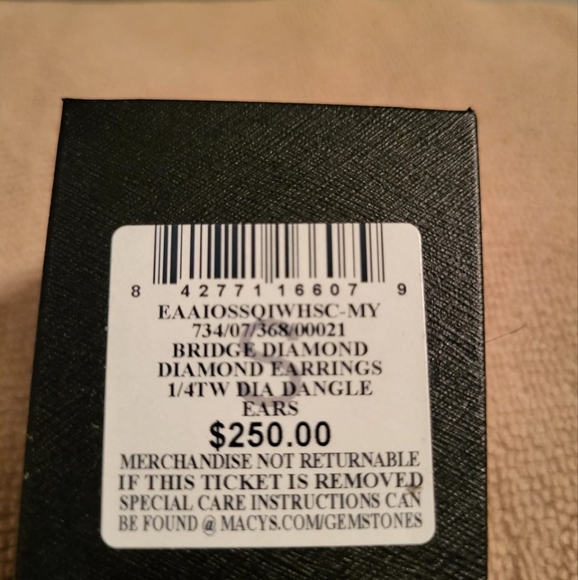 8 42771 16607 9
EAAIOSSQIWHSC-MY
734/07/368/00021
BRIDGE DIAMOND
DIAMOND EARRINGS
1/4TW DIA DANGLE
EARS
$250.00
MERCHANDISE NOT RETURNABLE
IF THIS TICKET IS REMOVED
SPECIAL CARE INSTRUCTIONS CAN
BE FOUND @ MACYS.COM/GEMSTONES